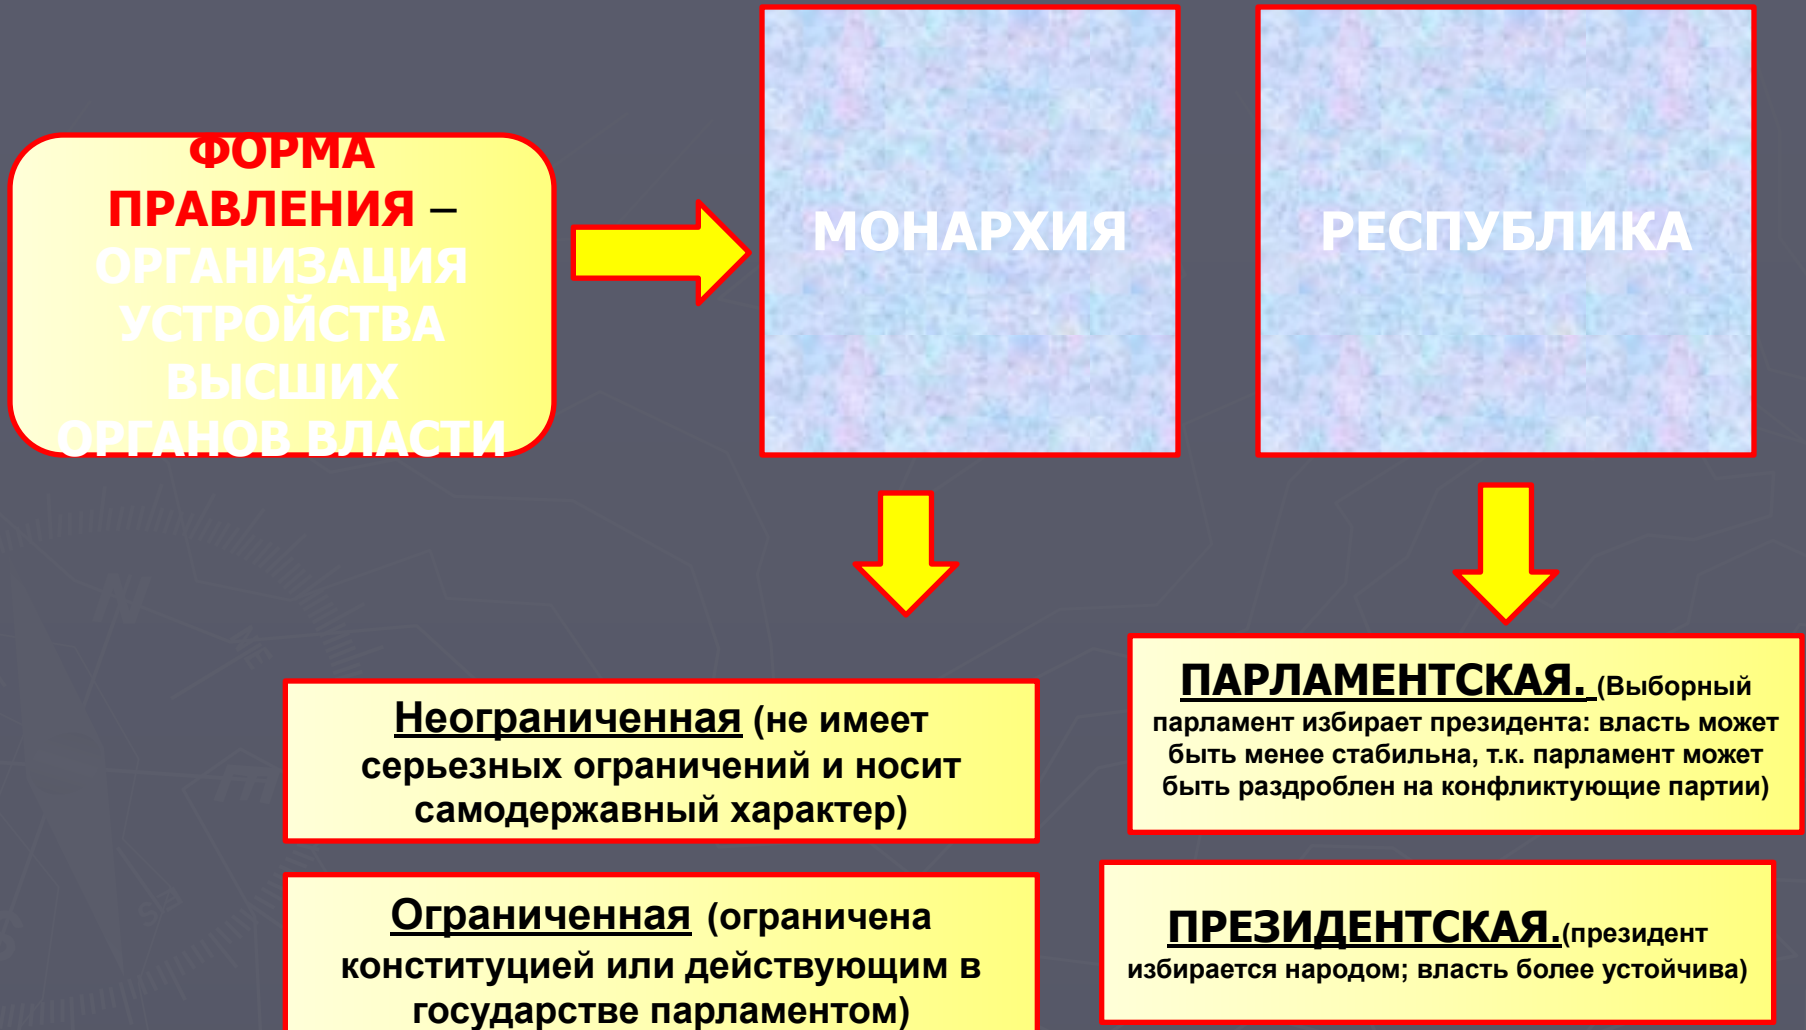 ФОРМА
ПРАВЛЕНИЯ –
ОРГАНИЗАЦИЯ
УСТРОЙСТВА
ВЫСШИХ
ОРГАНОВ ВЛАСТИ
МОНАРХИЯ
РЕСПУБЛИКА
Неограниченная (не имеет
серьезных ограничений и носит
самодержавный характер)
Ограниченная (ограничена
конституцией или действующим в
государстве парламентом)
ПАРЛАМЕНТСКАЯ. (Выборный
парламент избирает президента: власть может
быть менее стабильна, т.к. парламент может
быть раздроблен на конфликтующие партии)
ПРЕЗИДЕНТСКАЯ.(президент
избирается народом; власть более устойчива)
N
NE
E
SE
S